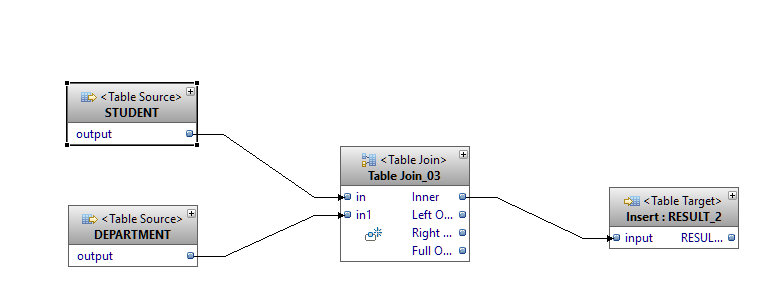 <Table Source>
STUDENT
output
<Table Source>
DEPARTMENT
output
<Table Join>
Table Join_03
in Inner
in1 Left O...
Right ...
Full O...
<Table Target>
Insert : RESULT_2
input RESUL...